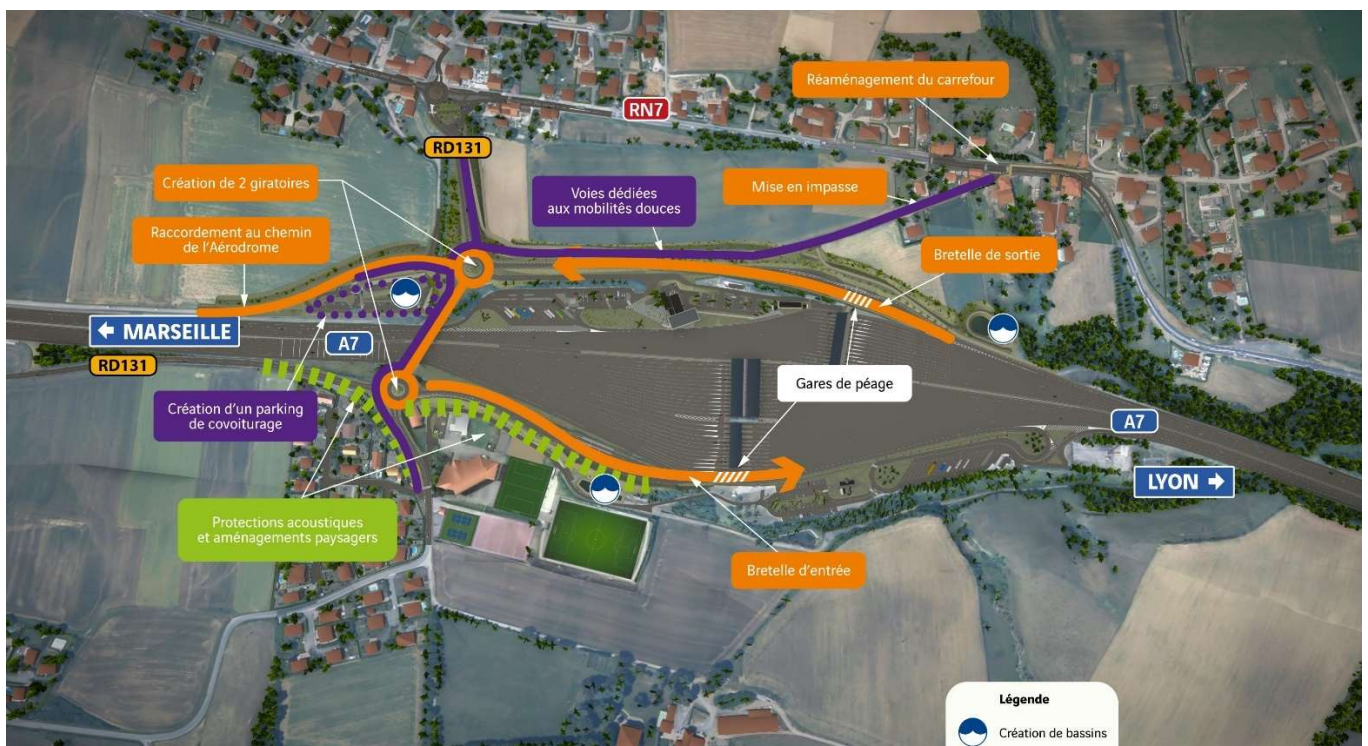 Réaménagement du carrefour
RN7
RD131
Création de 2 giratoires
Voies dédiées
aux mobilités douces
Mise en impasse
Raccordement au chemin
de l'Aérodrome
Bretelle de sortie
← MARSEILLE
A7
RD131
Gares de péage
Création d'un parking
de covoiturage
A7
LYON →
Protections acoustiques
et aménagements paysagers
Bretelle d'entrée
Légende
Création de bassins